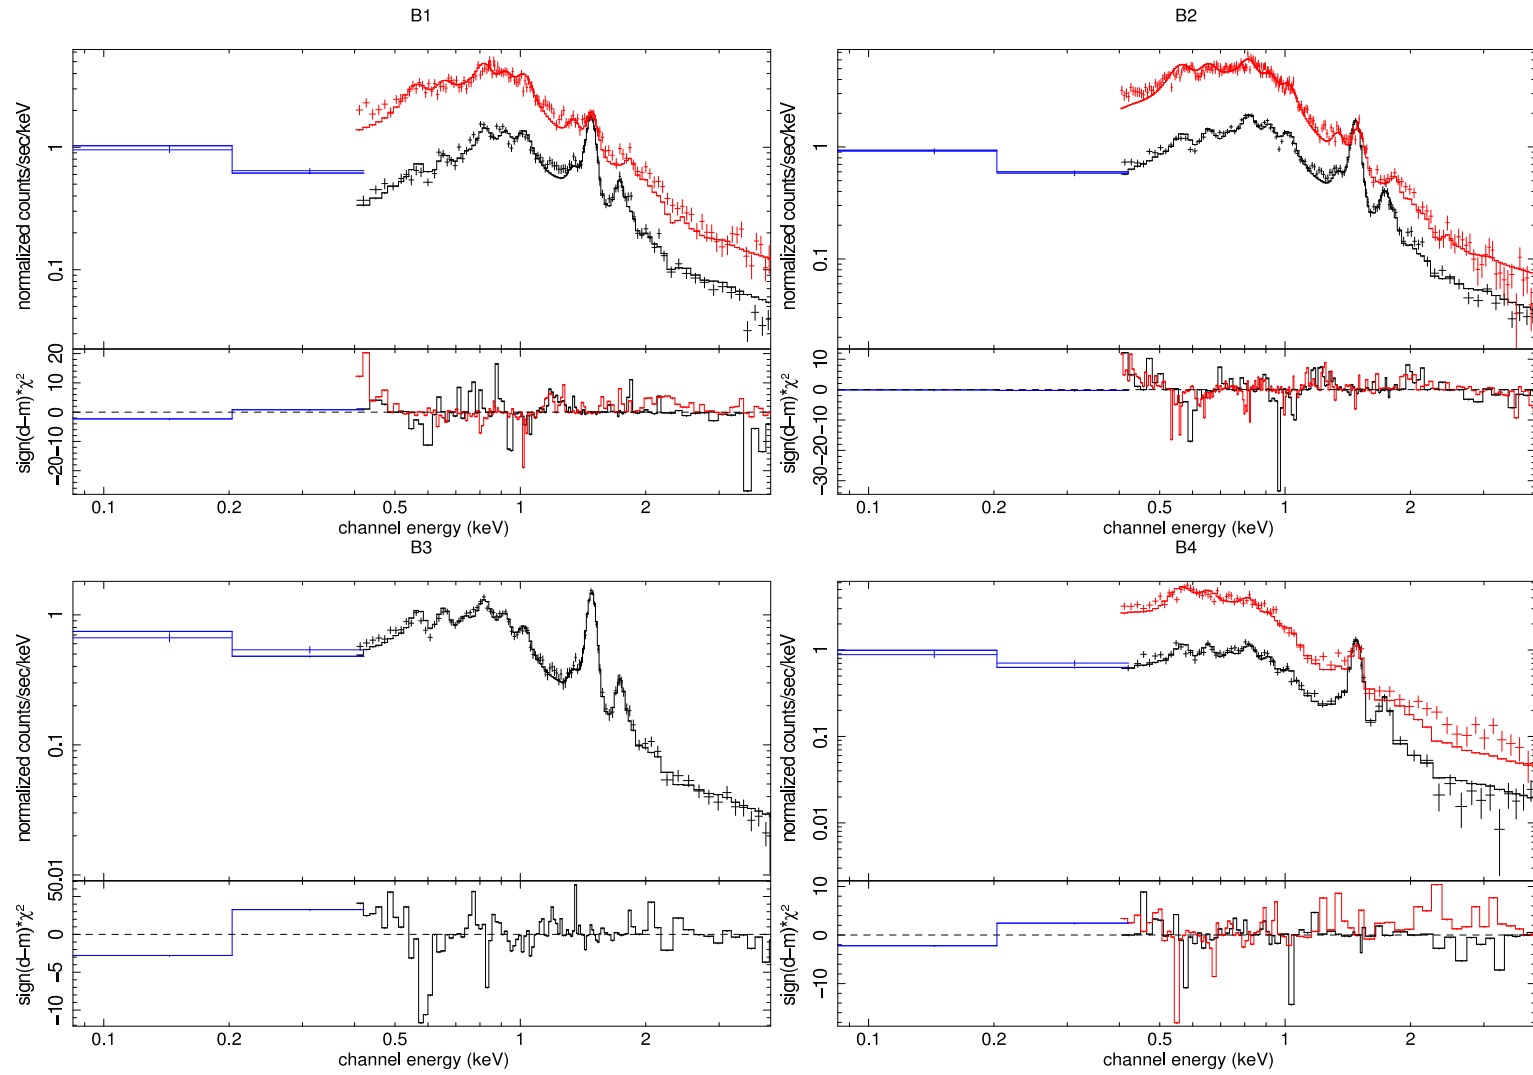 B1
normalized counts/sec/keV
1
0.1
sign(d−m)*χ²
20
10
0
−10
−20
0.1 0.2 0.5 1 2
channel energy (keV)
B2
normalized counts/sec/keV
1
0.1
sign(d−m)*χ²
10
0
−10
−20
−30
0.1 0.2 0.5 1 2
channel energy (keV)
B3
normalized counts/sec/keV
1
0.1
0.01
sign(d−m)*χ²
5
0
−5
−10
0.1 0.2 0.5 1 2
channel energy (keV)
B4
normalized counts/sec/keV
1
0.1
0.01
sign(d−m)*χ²
10
0
−10
0.1 0.2 0.5 1 2
channel energy (keV)